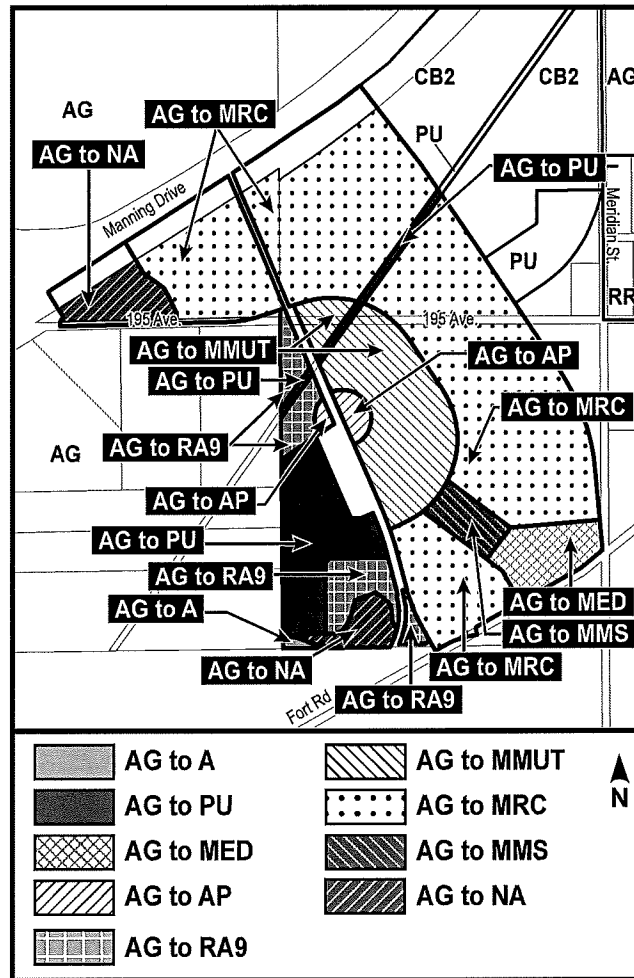 CB2
CB2
AG
AG
AG to MRC
PU
AG to NA
AG to PU
Manning Drive
Meridian St.
PU
RR
195 Ave.
195 Ave.
AG to MMUT
AG to AP
AG to PU
AG to MRC
AG to RA9
AG
AG to AP
AG to PU
AG to RA9
AG to A
AG to MED
AG to MMS
AG to NA
AG to MRC
AG to RA9
Fort Rd
AG to A
AG to MMUT
AG to PU
AG to MRC
N
AG to MED
AG to MMS
AG to AP
AG to NA
AG to RA9